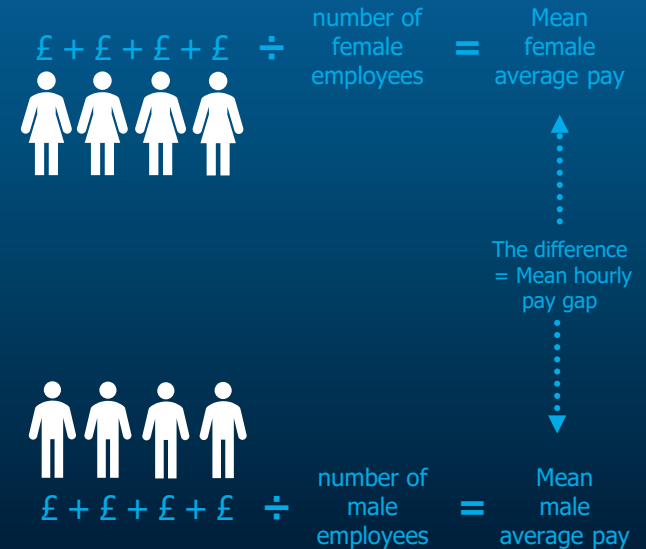 £ + £ + £ + £ ÷ number of female employees = Mean female average pay
The difference
= Mean hourly
pay gap
£ + £ + £ + £ ÷ number of male employees = Mean male average pay